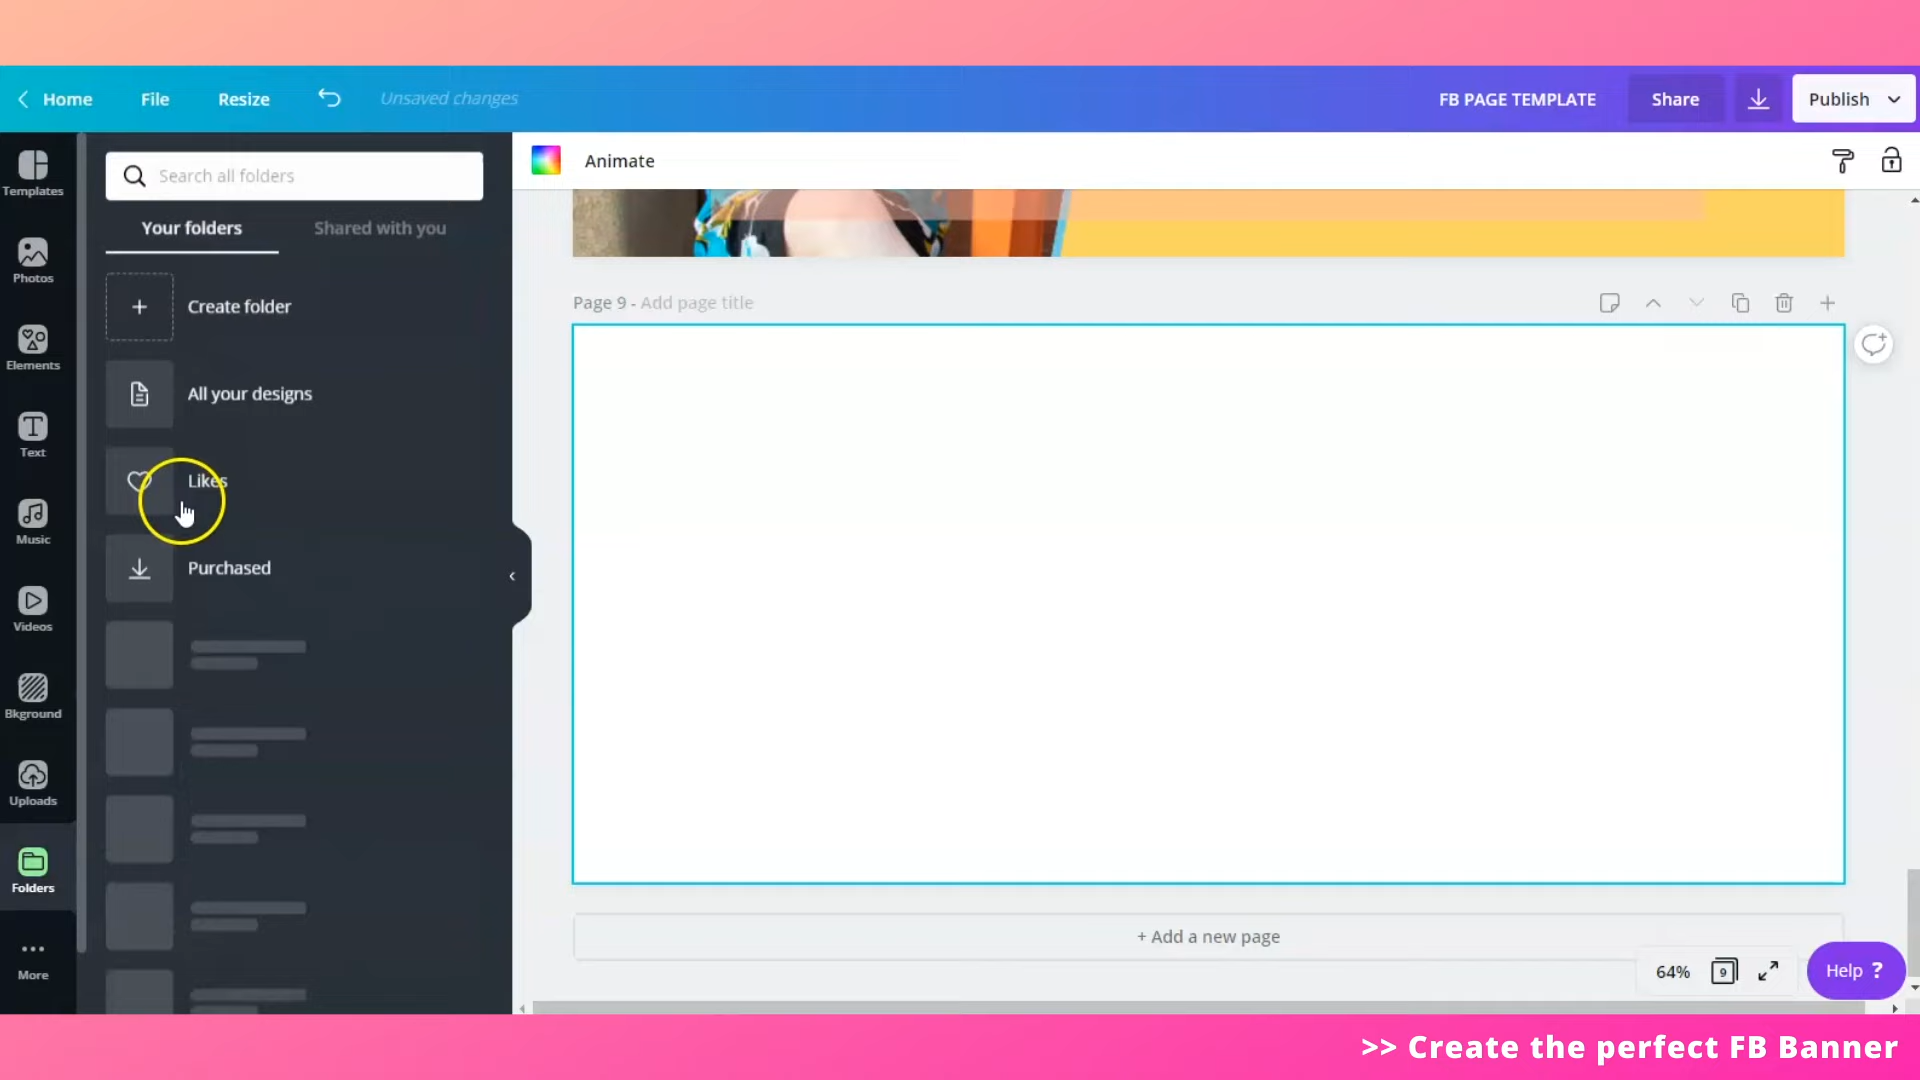 Home
File
Resize
Unsaved changes
FB PAGE TEMPLATE
Share
Publish
Templates
Photos
Elements
Text
Music
Videos
Bkground
Uploads
Folders
More
Search all folders
Your folders
Shared with you
Create folder
All your designs
Likes
Purchased
Animate
Page 9 - Add page title
+ Add a new page
64%
9
Help ?
>> Create the perfect FB Banner